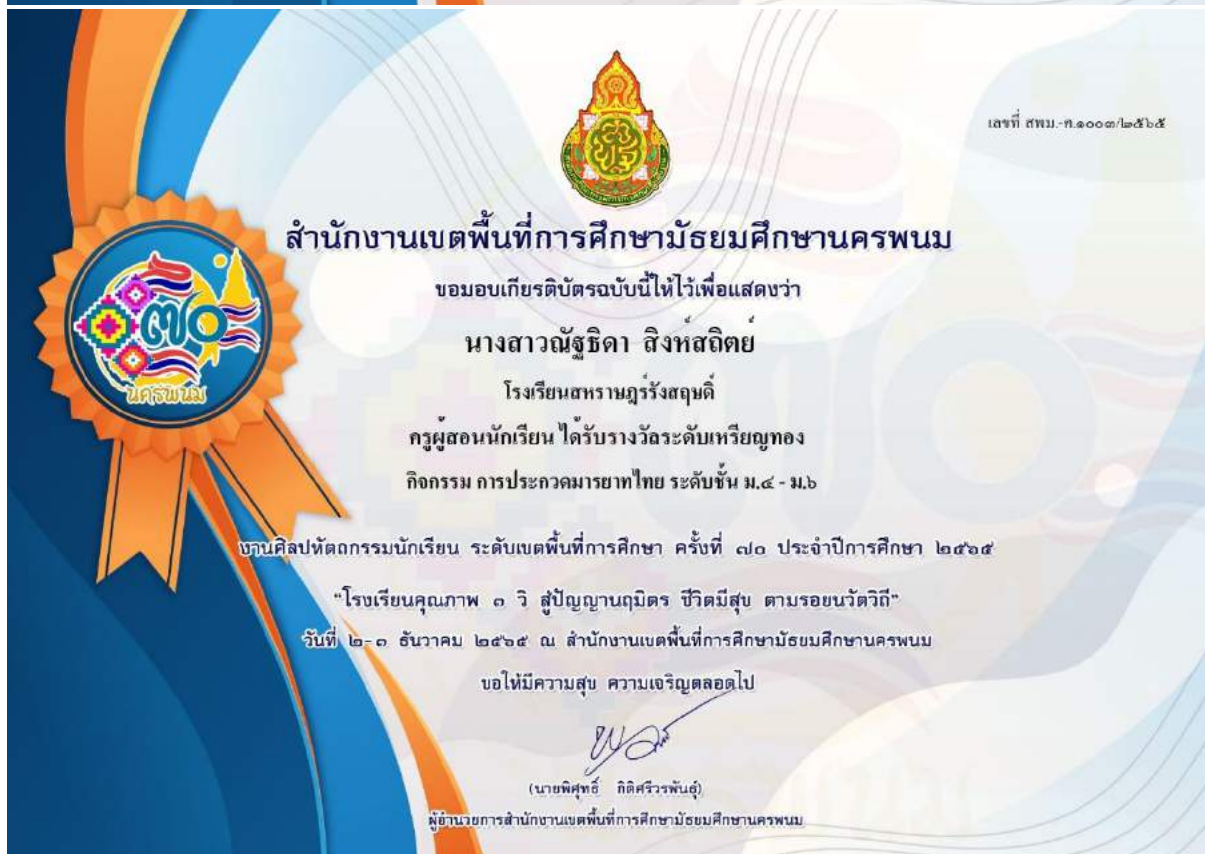 เลขที่ สพม.-ค.๑๐๐๓/๒๕๖๕
สำนักงานเขตพื้นที่การศึกษามัธยมศึกษานครพนม
ขอมอบเกียรติบัตรฉบับนี้ให้ไว้เพื่อแสดงว่า
นางสาวณัฐธิดา สิงห์สถิตย์
โรงเรียนสหราษฎร์รังสฤษดิ์
ครูผู้สอนนักเรียน ได้รับรางวัลระดับเหรียญทอง
กิจกรรม การประกวดมารยาทไทย ระดับชั้น ม.๔ - ม.๖
๗๐
นครพนม
งานศิลปหัตถกรรมนักเรียน ระดับเขตพื้นที่การศึกษา ครั้งที่ ๗๐ ประจำปีการศึกษา ๒๕๖๕
“โรงเรียนคุณภาพ ๓ วิ สู่ปัญญานฤมิตร ชีวิตมีสุข ตามรอยนวัตวิถี”
วันที่ ๒-๓ ธันวาคม ๒๕๖๕ ณ สำนักงานเขตพื้นที่การศึกษามัธยมศึกษานครพนม
ขอให้มีความสุข ความเจริญตลอดไป
(นายพิศุทธิ์ กิติศรีวรพันธุ์)
ผู้อำนวยการสำนักงานเขตพื้นที่การศึกษามัธยมศึกษานครพนม